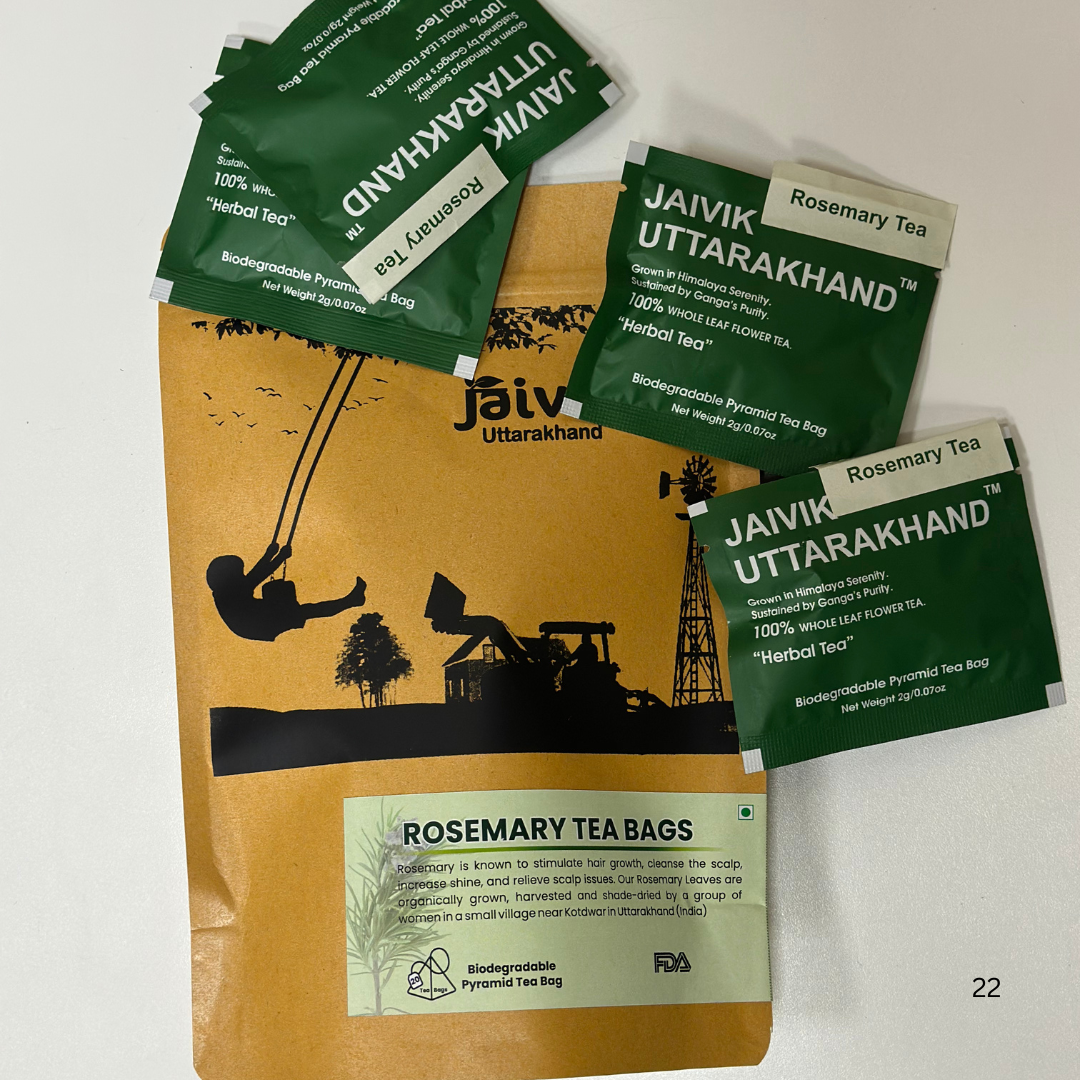 Grown in Himalaya Serenity.
Sustained by Ganga's Purity.
100% WHOLE LEAF FLOWER TEA.
Herbal Tea"
Biodegradable Pyramid Tea Bag
Weight 2g/0.07oz
JAIVIK
UTTARAKHAND™
Rosemary Tea
100%
"Herbal Tea"
Biodegradable Pyramid Tea Bag
Net Weight 2g/0.07oz
JAIVIK
UTTARAKHAND™
Rosemary Tea
Grown in Himalaya Serenity.
Sustained by Ganga's Purity.
100% WHOLE LEAF FLOWER TEA.
"Herbal Tea"
Biodegradable Pyramid Tea Bag
Net Weight 2g/0.07oz
Rosemary Tea
JAIVIK
UTTARAKHAND™
Grown in Himalaya Serenity.
Sustained by Ganga's Purity.
100% WHOLE LEAF FLOWER TEA.
"Herbal Tea"
Biodegradable Pyramid Tea Bag
Net Weight 2g/0.07oz
jaiv
Uttarakhand
ROSEMARY TEA BAGS
Rosemary is known to stimulate hair growth, cleanse the scalp,
increase shine, and relieve scalp issues. Our Rosemary Leaves are
organically grown, harvested and shade-dried by a group of
women in a small village near Kotdwar in Uttarakhand (India)
20
Tea Bags
Biodegradable
Pyramid Tea Bag
FDA
22